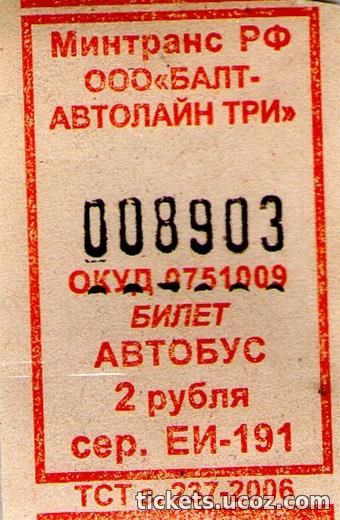 Минтранс РФ
ООО«БАЛТ-
АВТОЛАЙН ТРИ»
008903
ОКУД 0751009
БИЛЕТ
АВТОБУС
2 рубля
сер. ЕИ-191
ТСТ 237-2006
tickets.ucoz.com